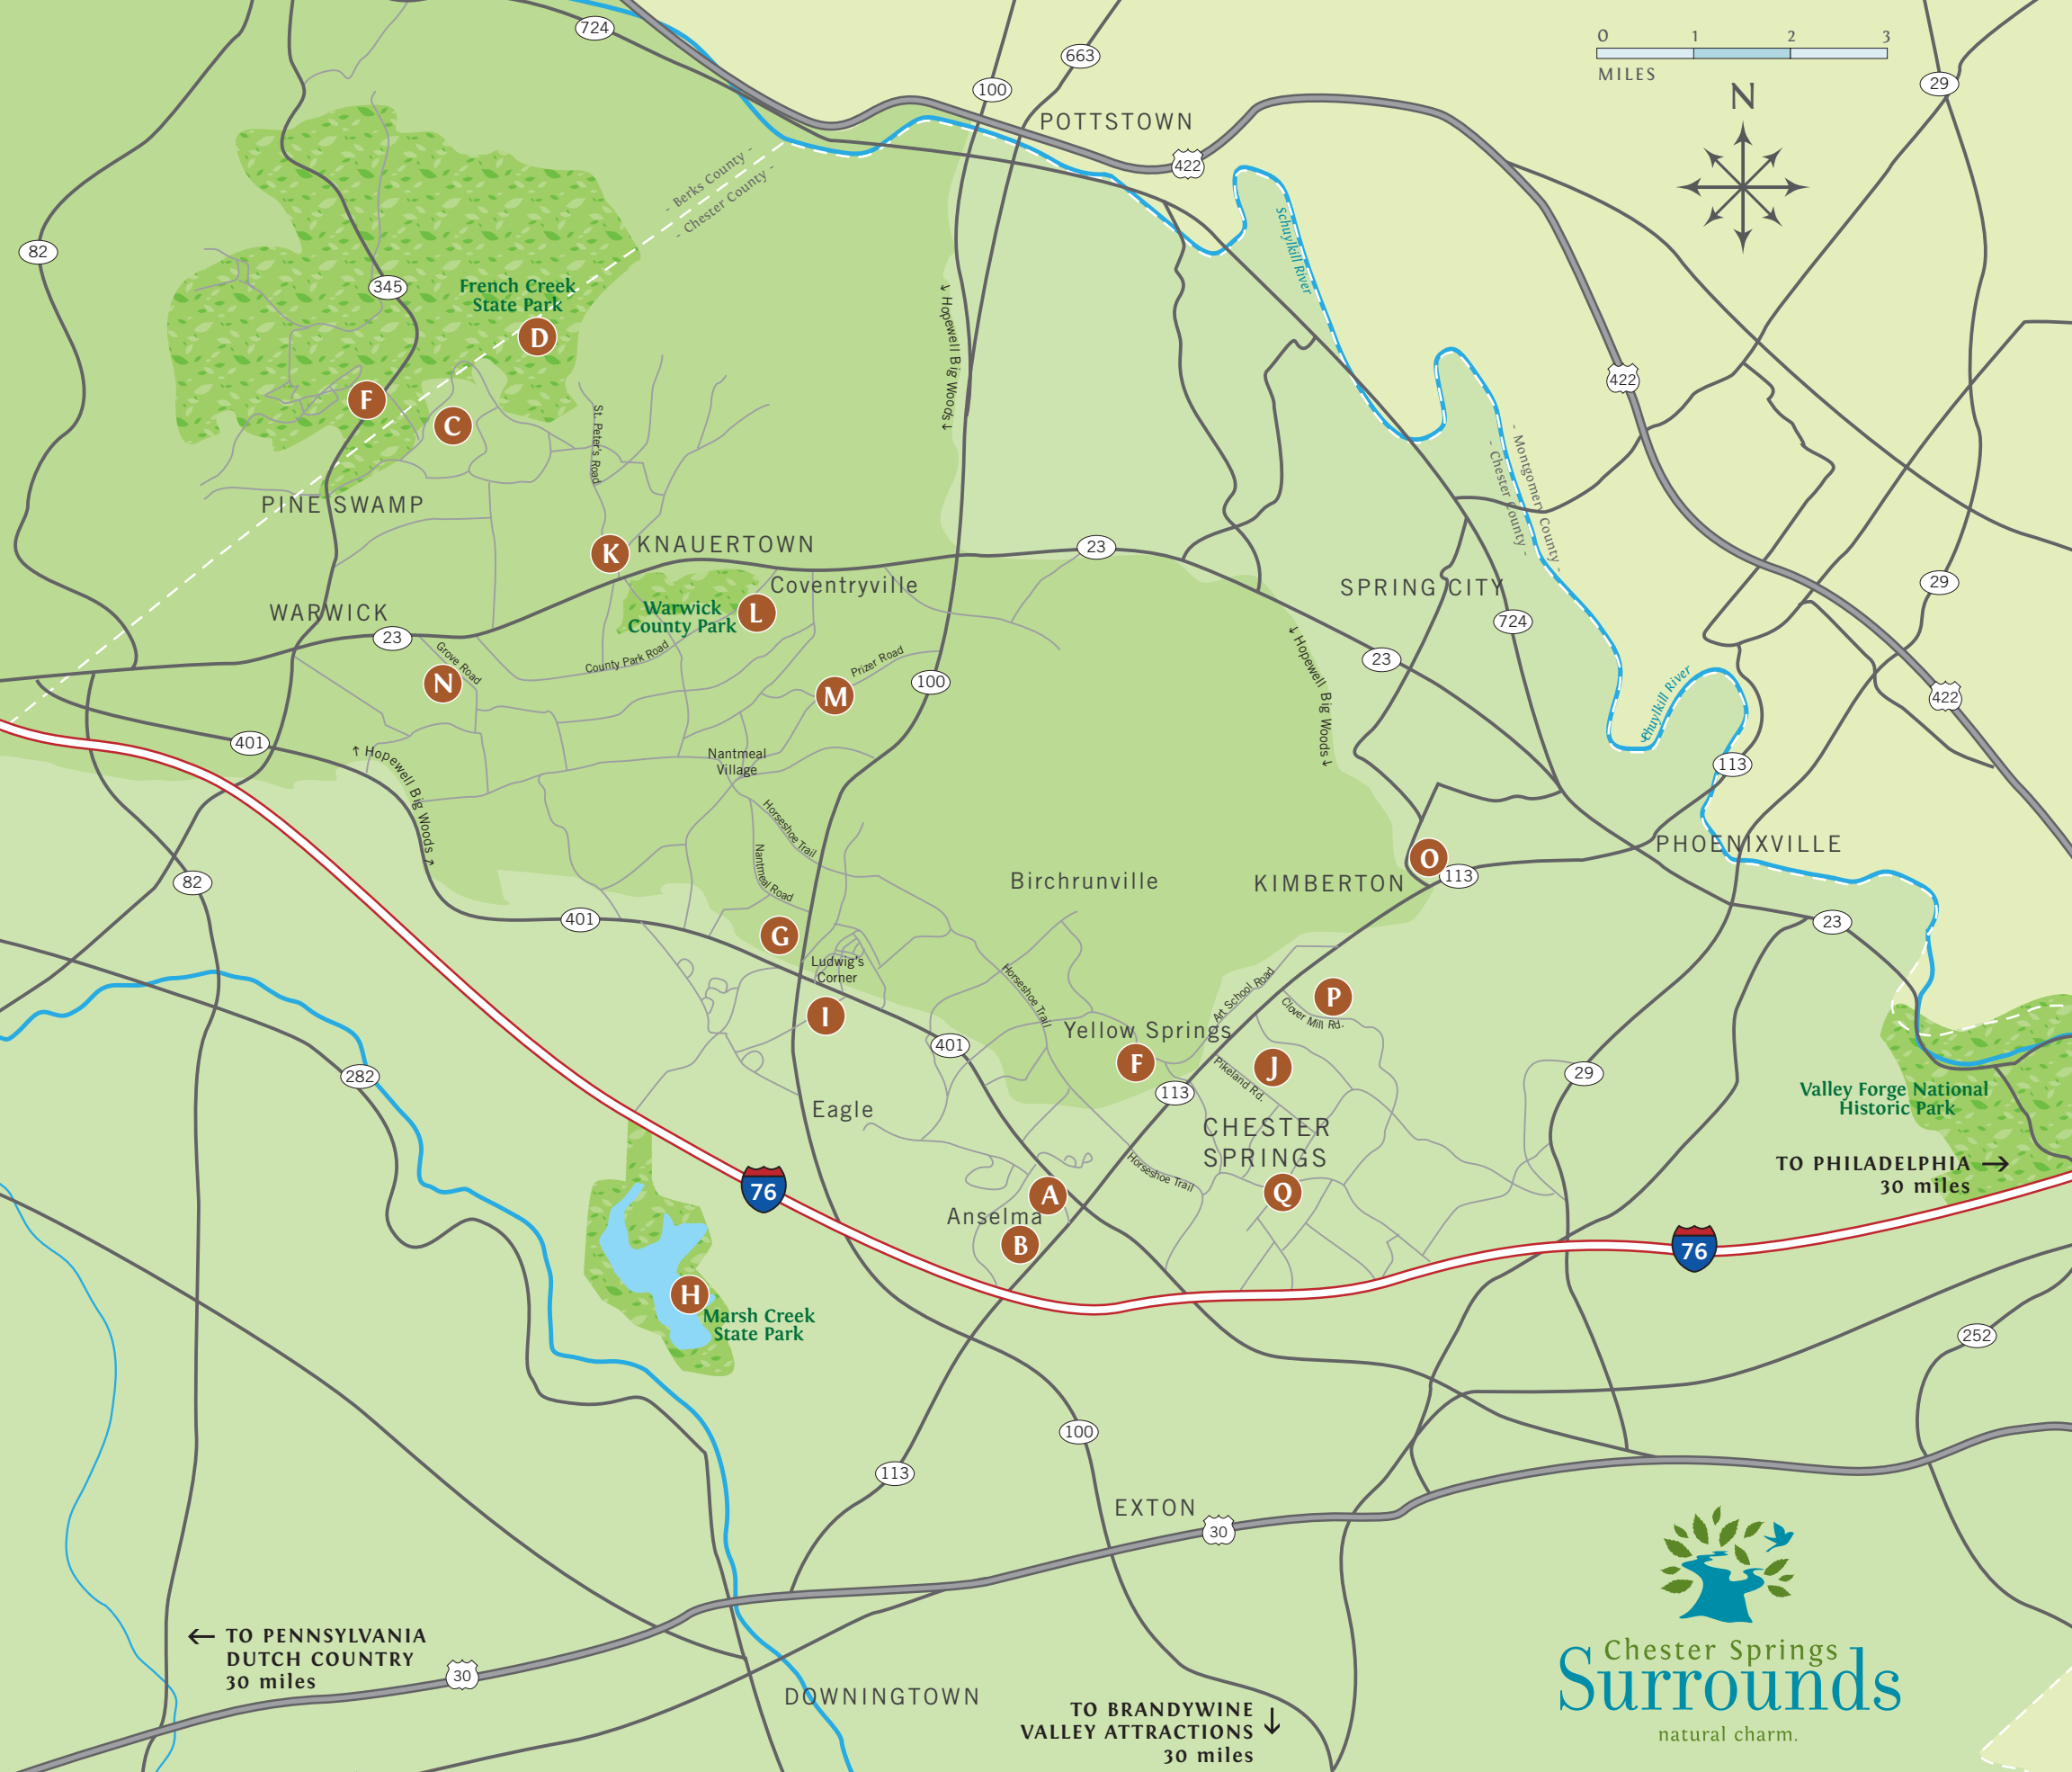 724
663
100
0 1 2 3
MILES
N
29
POTTSTOWN
422
- Berks County -
- Chester County -
82
345
French Creek
State Park
D
Schuylkill River
← Hopewell Big Woods →
F
C
St. Peter's Road
422
- Montgomery County -
- Chester County -
PINE SWAMP
K
KNAUERTOWN
23
Coventryville
SPRING CITY
29
WARWICK
Warwick
County Park
L
724
23
Grove Road
County Park Road
Prizer Road
23
← Hopewell Big Woods →
N
M
100
Schuylkill River
422
401
↑ Hopewell Big Woods ↗
Nantmeal
Village
113
Horseshoe Trail
PHOENIXVILLE
Nantmeal Road
O
113
82
Birchrunville
KIMBERTON
401
23
G
Ludwig's
Corner
Horseshoe Trail
Art School Road
P
Clover Mill Rd.
I
Yellow Springs
401
F
J
Pikeland Rd.
282
29
113
Valley Forge National
Historic Park
Eagle
CHESTER
SPRINGS
Horseshoe Trail
TO PHILADELPHIA →
30 miles
76
A
Q
Anselma
B
76
H
Marsh Creek
State Park
252
100
113
EXTON
30
← TO PENNSYLVANIA
DUTCH COUNTRY
30 miles
30
DOWNINGTOWN
TO BRANDYWINE
VALLEY ATTRACTIONS ↓
30 miles
Chester Springs
Surrounds
natural charm.